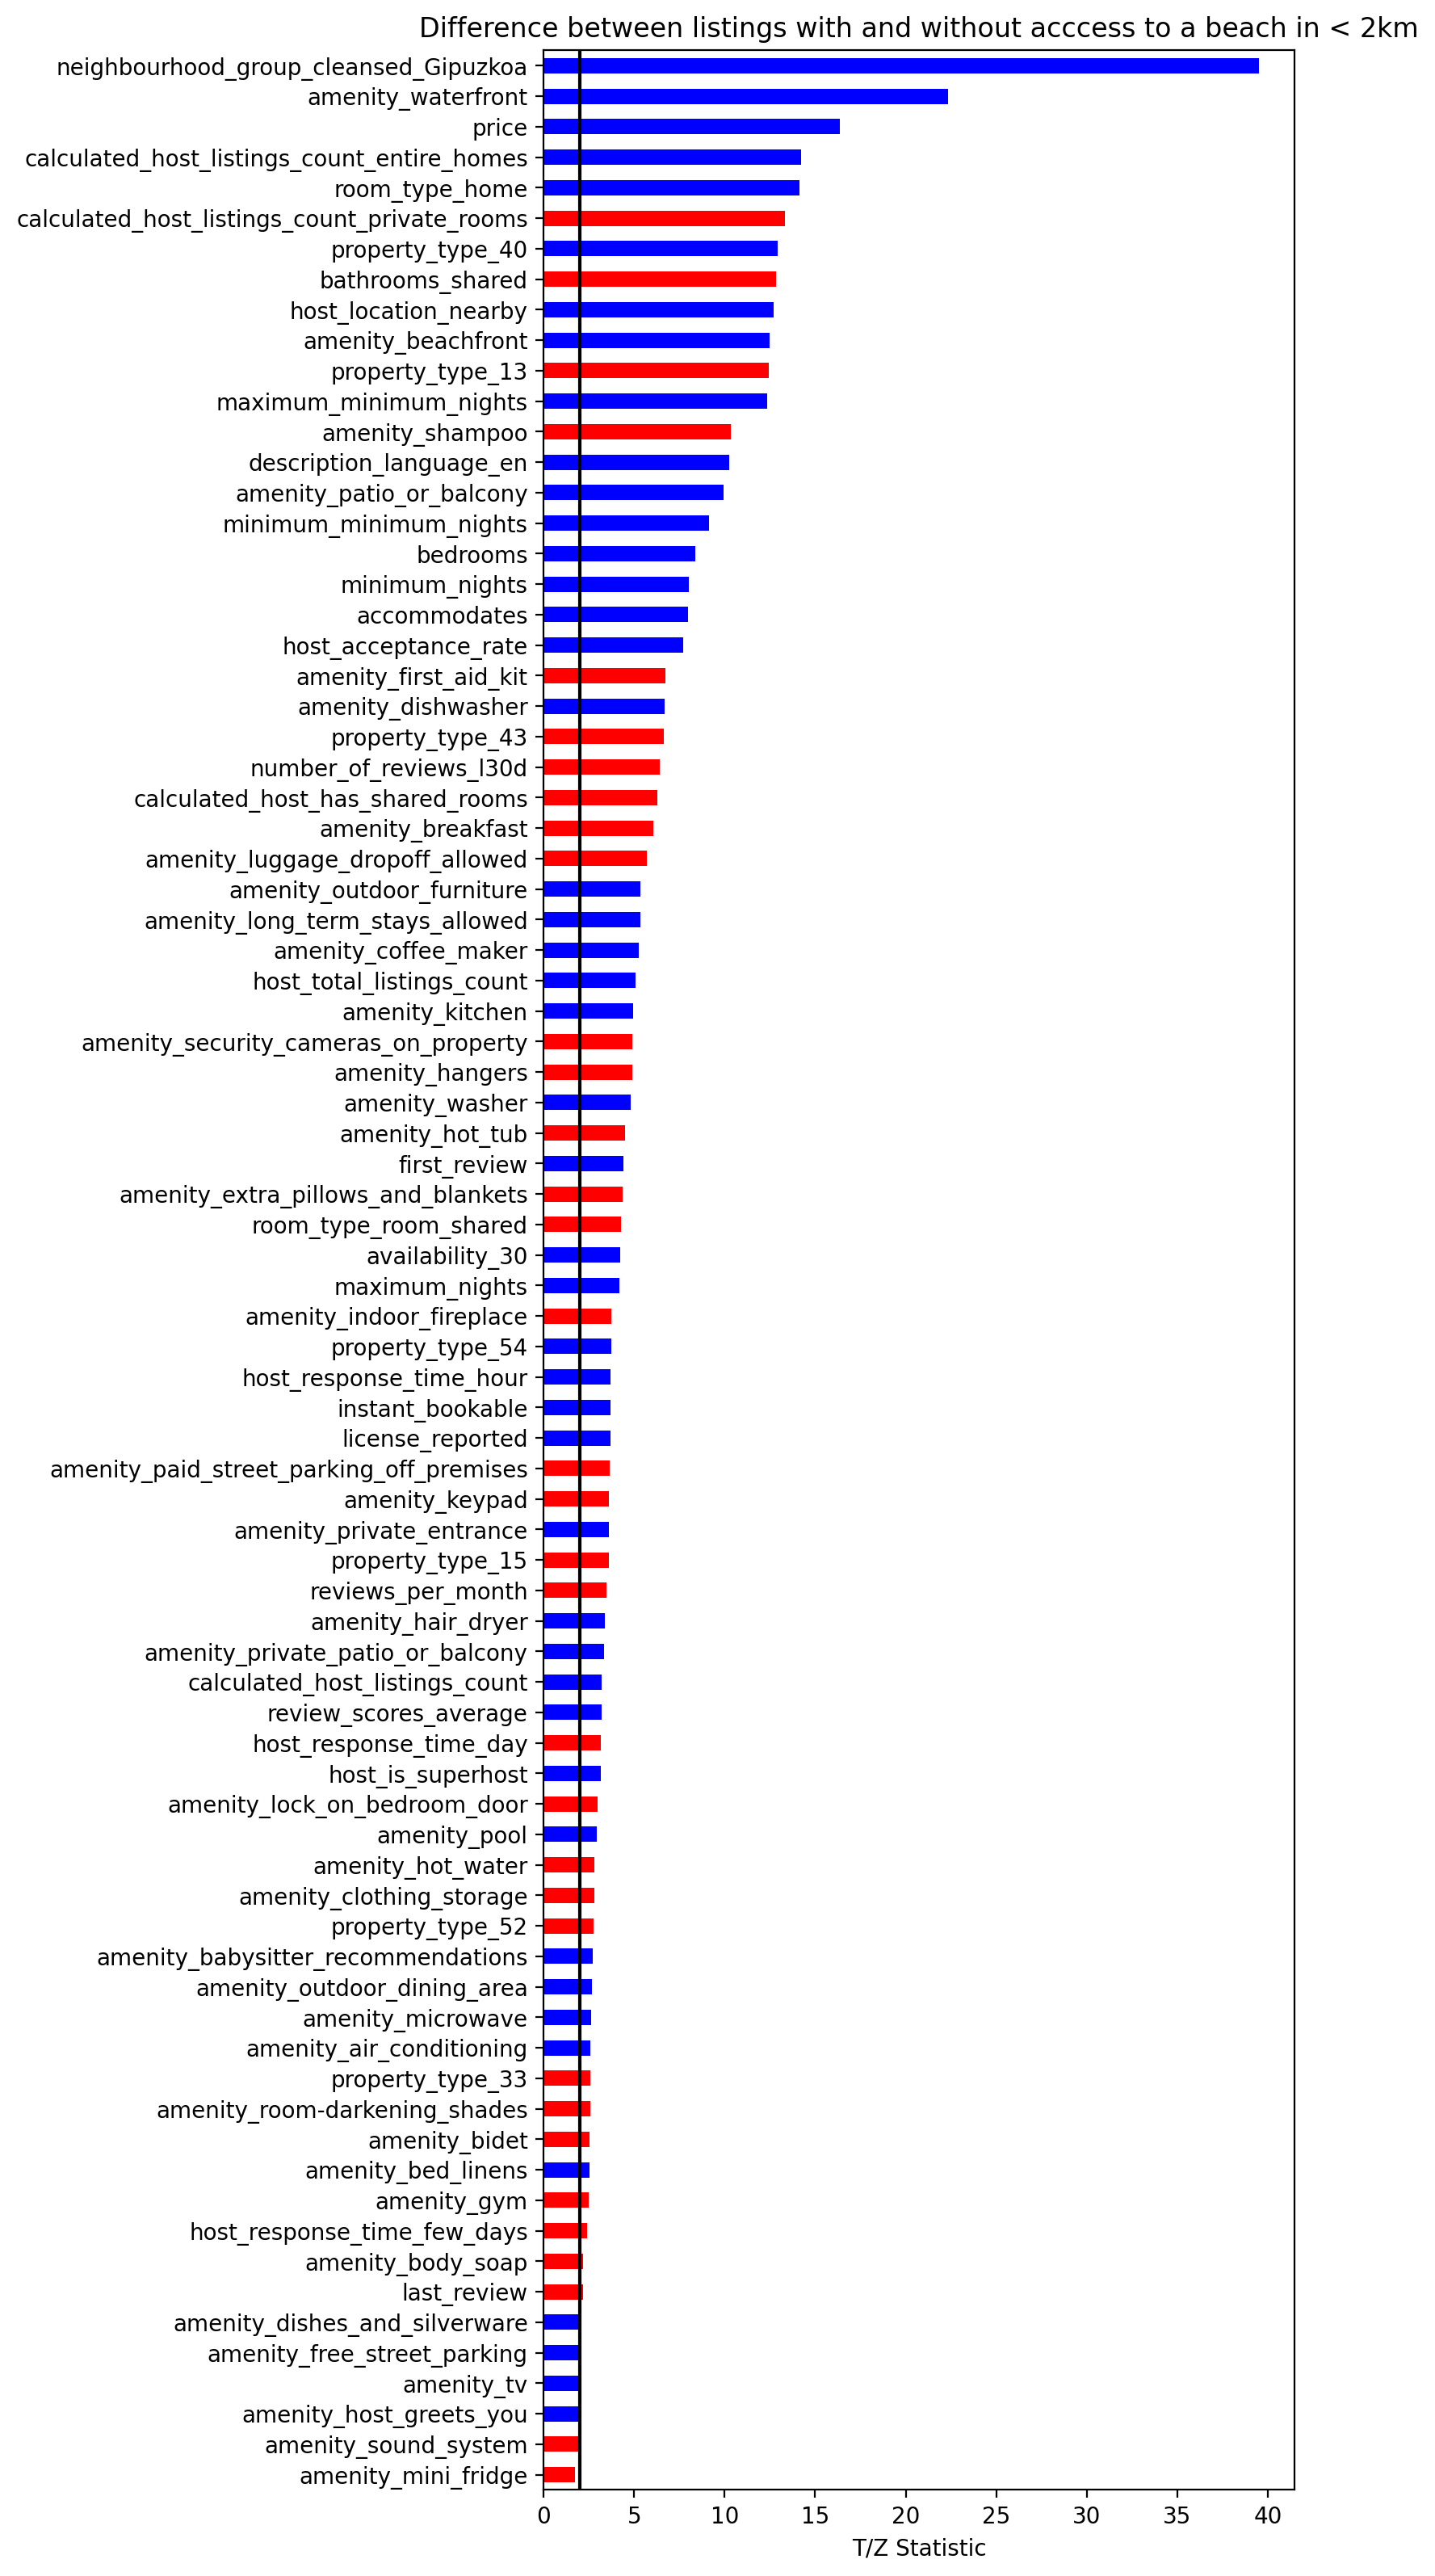 Difference between listings with and without acccess to a beach in < 2km
neighbourhood_group_cleansed_Gipuzkoa
amenity_waterfront
price
calculated_host_listings_count_entire_homes
room_type_home
calculated_host_listings_count_private_rooms
property_type_40
bathrooms_shared
host_location_nearby
amenity_beachfront
property_type_13
maximum_minimum_nights
amenity_shampoo
description_language_en
amenity_patio_or_balcony
minimum_minimum_nights
bedrooms
minimum_nights
accommodates
host_acceptance_rate
amenity_first_aid_kit
amenity_dishwasher
property_type_43
number_of_reviews_l30d
calculated_host_has_shared_rooms
amenity_breakfast
amenity_luggage_dropoff_allowed
amenity_outdoor_furniture
amenity_long_term_stays_allowed
amenity_coffee_maker
host_total_listings_count
amenity_kitchen
amenity_security_cameras_on_property
amenity_hangers
amenity_washer
amenity_hot_tub
first_review
amenity_extra_pillows_and_blankets
room_type_room_shared
availability_30
maximum_nights
amenity_indoor_fireplace
property_type_54
host_response_time_hour
instant_bookable
license_reported
amenity_paid_street_parking_off_premises
amenity_keypad
amenity_private_entrance
property_type_15
reviews_per_month
amenity_hair_dryer
amenity_private_patio_or_balcony
calculated_host_listings_count
review_scores_average
host_response_time_day
host_is_superhost
amenity_lock_on_bedroom_door
amenity_pool
amenity_hot_water
amenity_clothing_storage
property_type_52
amenity_babysitter_recommendations
amenity_outdoor_dining_area
amenity_microwave
amenity_air_conditioning
property_type_33
amenity_room-darkening_shades
amenity_bidet
amenity_bed_linens
amenity_gym
host_response_time_few_days
amenity_body_soap
last_review
amenity_dishes_and_silverware
amenity_free_street_parking
amenity_tv
amenity_host_greets_you
amenity_sound_system
amenity_mini_fridge
0 5 10 15 20 25 30 35 40
T/Z Statistic